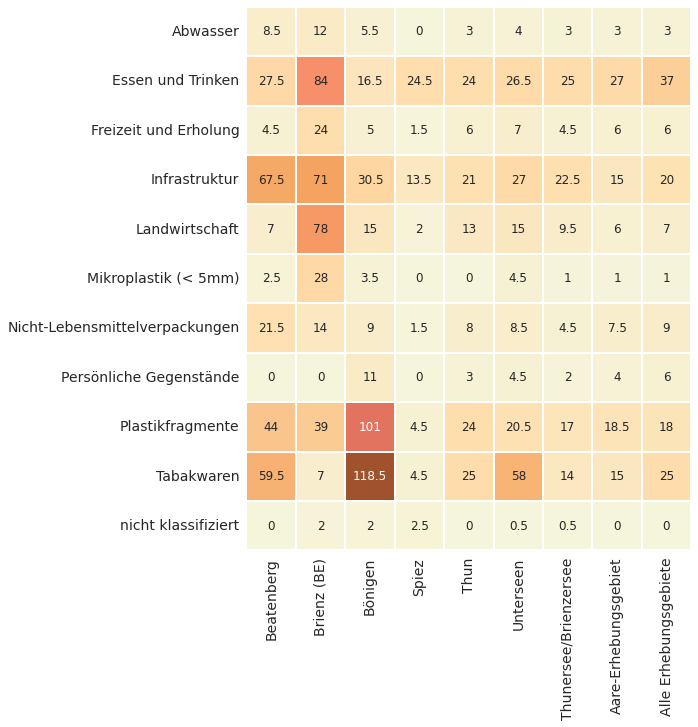 Abwasser 8.5 12 5.5 0 3 4 3 3 3
Essen und Trinken 27.5 84 16.5 24.5 24 26.5 25 27 37
Freizeit und Erholung 4.5 24 5 1.5 6 7 4.5 6 6
Infrastruktur 67.5 71 30.5 13.5 21 27 22.5 15 20
Landwirtschaft 7 78 15 2 13 15 9.5 6 7
Mikroplastik (< 5mm) 2.5 28 3.5 0 0 4.5 1 1 1
Nicht-Lebensmittelverpackungen 21.5 14 9 1.5 8 8.5 4.5 7.5 9
Persönliche Gegenstände 0 0 11 0 3 4.5 2 4 6
Plastikfragmente 44 39 101 4.5 24 20.5 17 18.5 18
Tabakwaren 59.5 7 118.5 4.5 25 58 14 15 25
nicht klassifiziert 0 2 2 2.5 0 0.5 0.5 0 0
Beatenberg
Brienz (BE)
Bönigen
Spiez
Thun
Unterseen
Thunersee/Brienzersee
Aare-Erhebungsgebiet
Alle Erhebungsgebiete